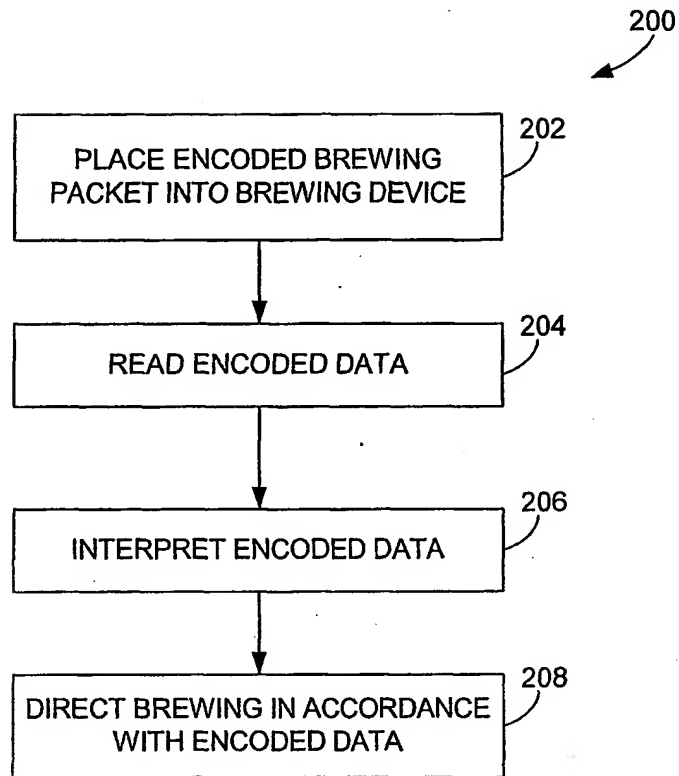 200
202
PLACE ENCODED BREWING
PACKET INTO BREWING DEVICE
204
READ ENCODED DATA
206
INTERPRET ENCODED DATA
208
DIRECT BREWING IN ACCORDANCE
WITH ENCODED DATA